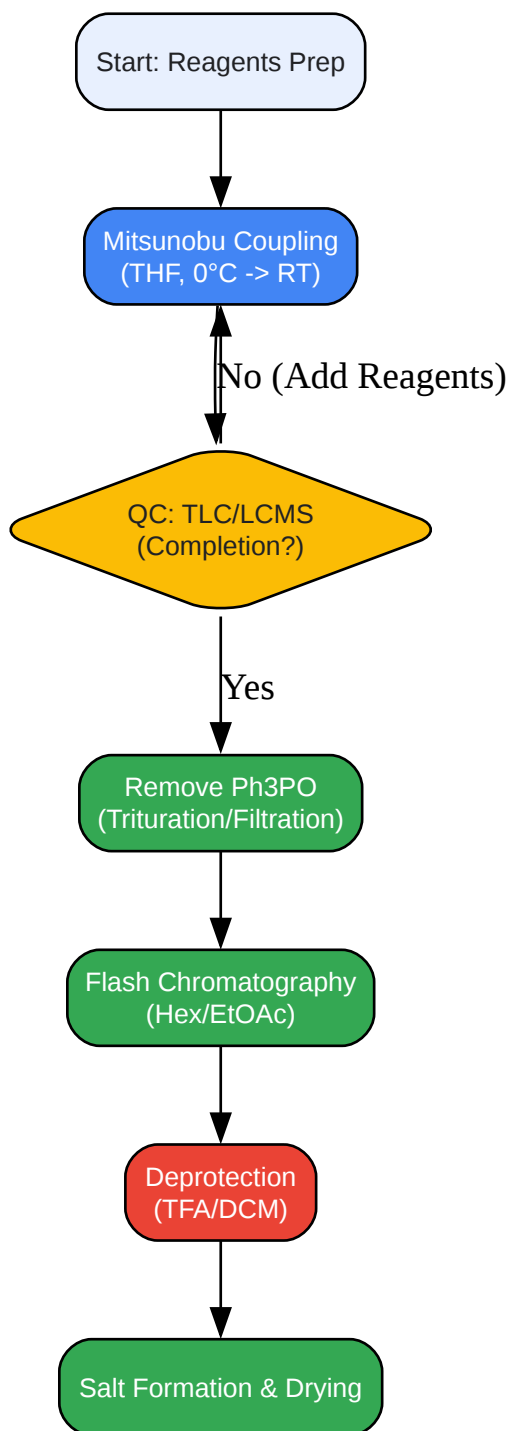 Start: Reagents Prep
Mitsunobu Coupling
(THF, 0°C -> RT)
No (Add Reagents)
QC: TLC/LCMS
(Completion?)
Yes
Remove Ph3PO
(Trituration/Filtration)
Flash Chromatography
(Hex/EtOAc)
Deprotection
(TFA/DCM)
Salt Formation & Drying